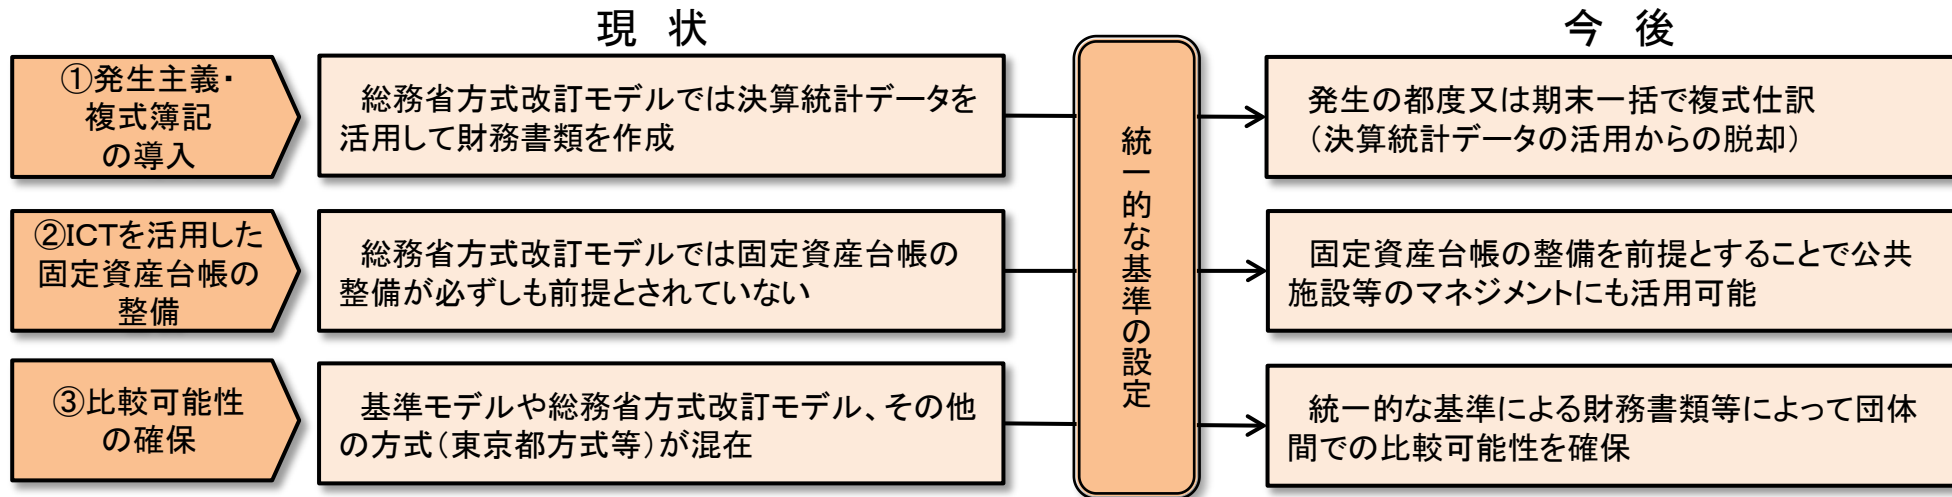 現 状
今 後
①発生主義・
複式簿記
の導入
総務省方式改訂モデルでは決算統計データを
活用して財務書類を作成
発生の都度又は期末一括で複式仕訳
（決算統計データの活用からの脱却）
②ICTを活用した
固定資産台帳の
整備
総務省方式改訂モデルでは固定資産台帳の
整備が必ずしも前提とされていない
統一的な基準の設定
固定資産台帳の整備を前提とすることで公共
施設等のマネジメントにも活用可能
③比較可能性
の確保
基準モデルや総務省方式改訂モデル、その他
の方式（東京都方式等）が混在
統一的な基準による財務書類等によって団体
間での比較可能性を確保